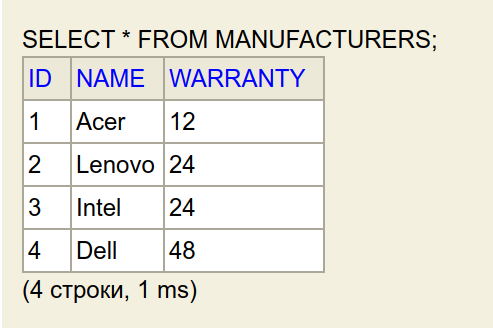 SELECT * FROM MANUFACTURERS;
ID NAME WARRANTY
1 Acer 12
2 Lenovo 24
3 Intel 24
4 Dell 48
(4 строки, 1 ms)